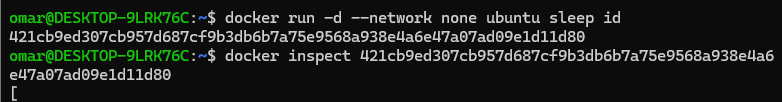 omar@DESKTOP-9LRK76C:~$ docker run -d --network none ubuntu sleep id
421cb9ed307cb957d687cf9b3db6b7a75e9568a938e4a6e47a07ad09e1d11d80
omar@DESKTOP-9LRK76C:~$ docker inspect 421cb9ed307cb957d687cf9b3db6b7a75e9568a938e4a6
e47a07ad09e1d11d80
[